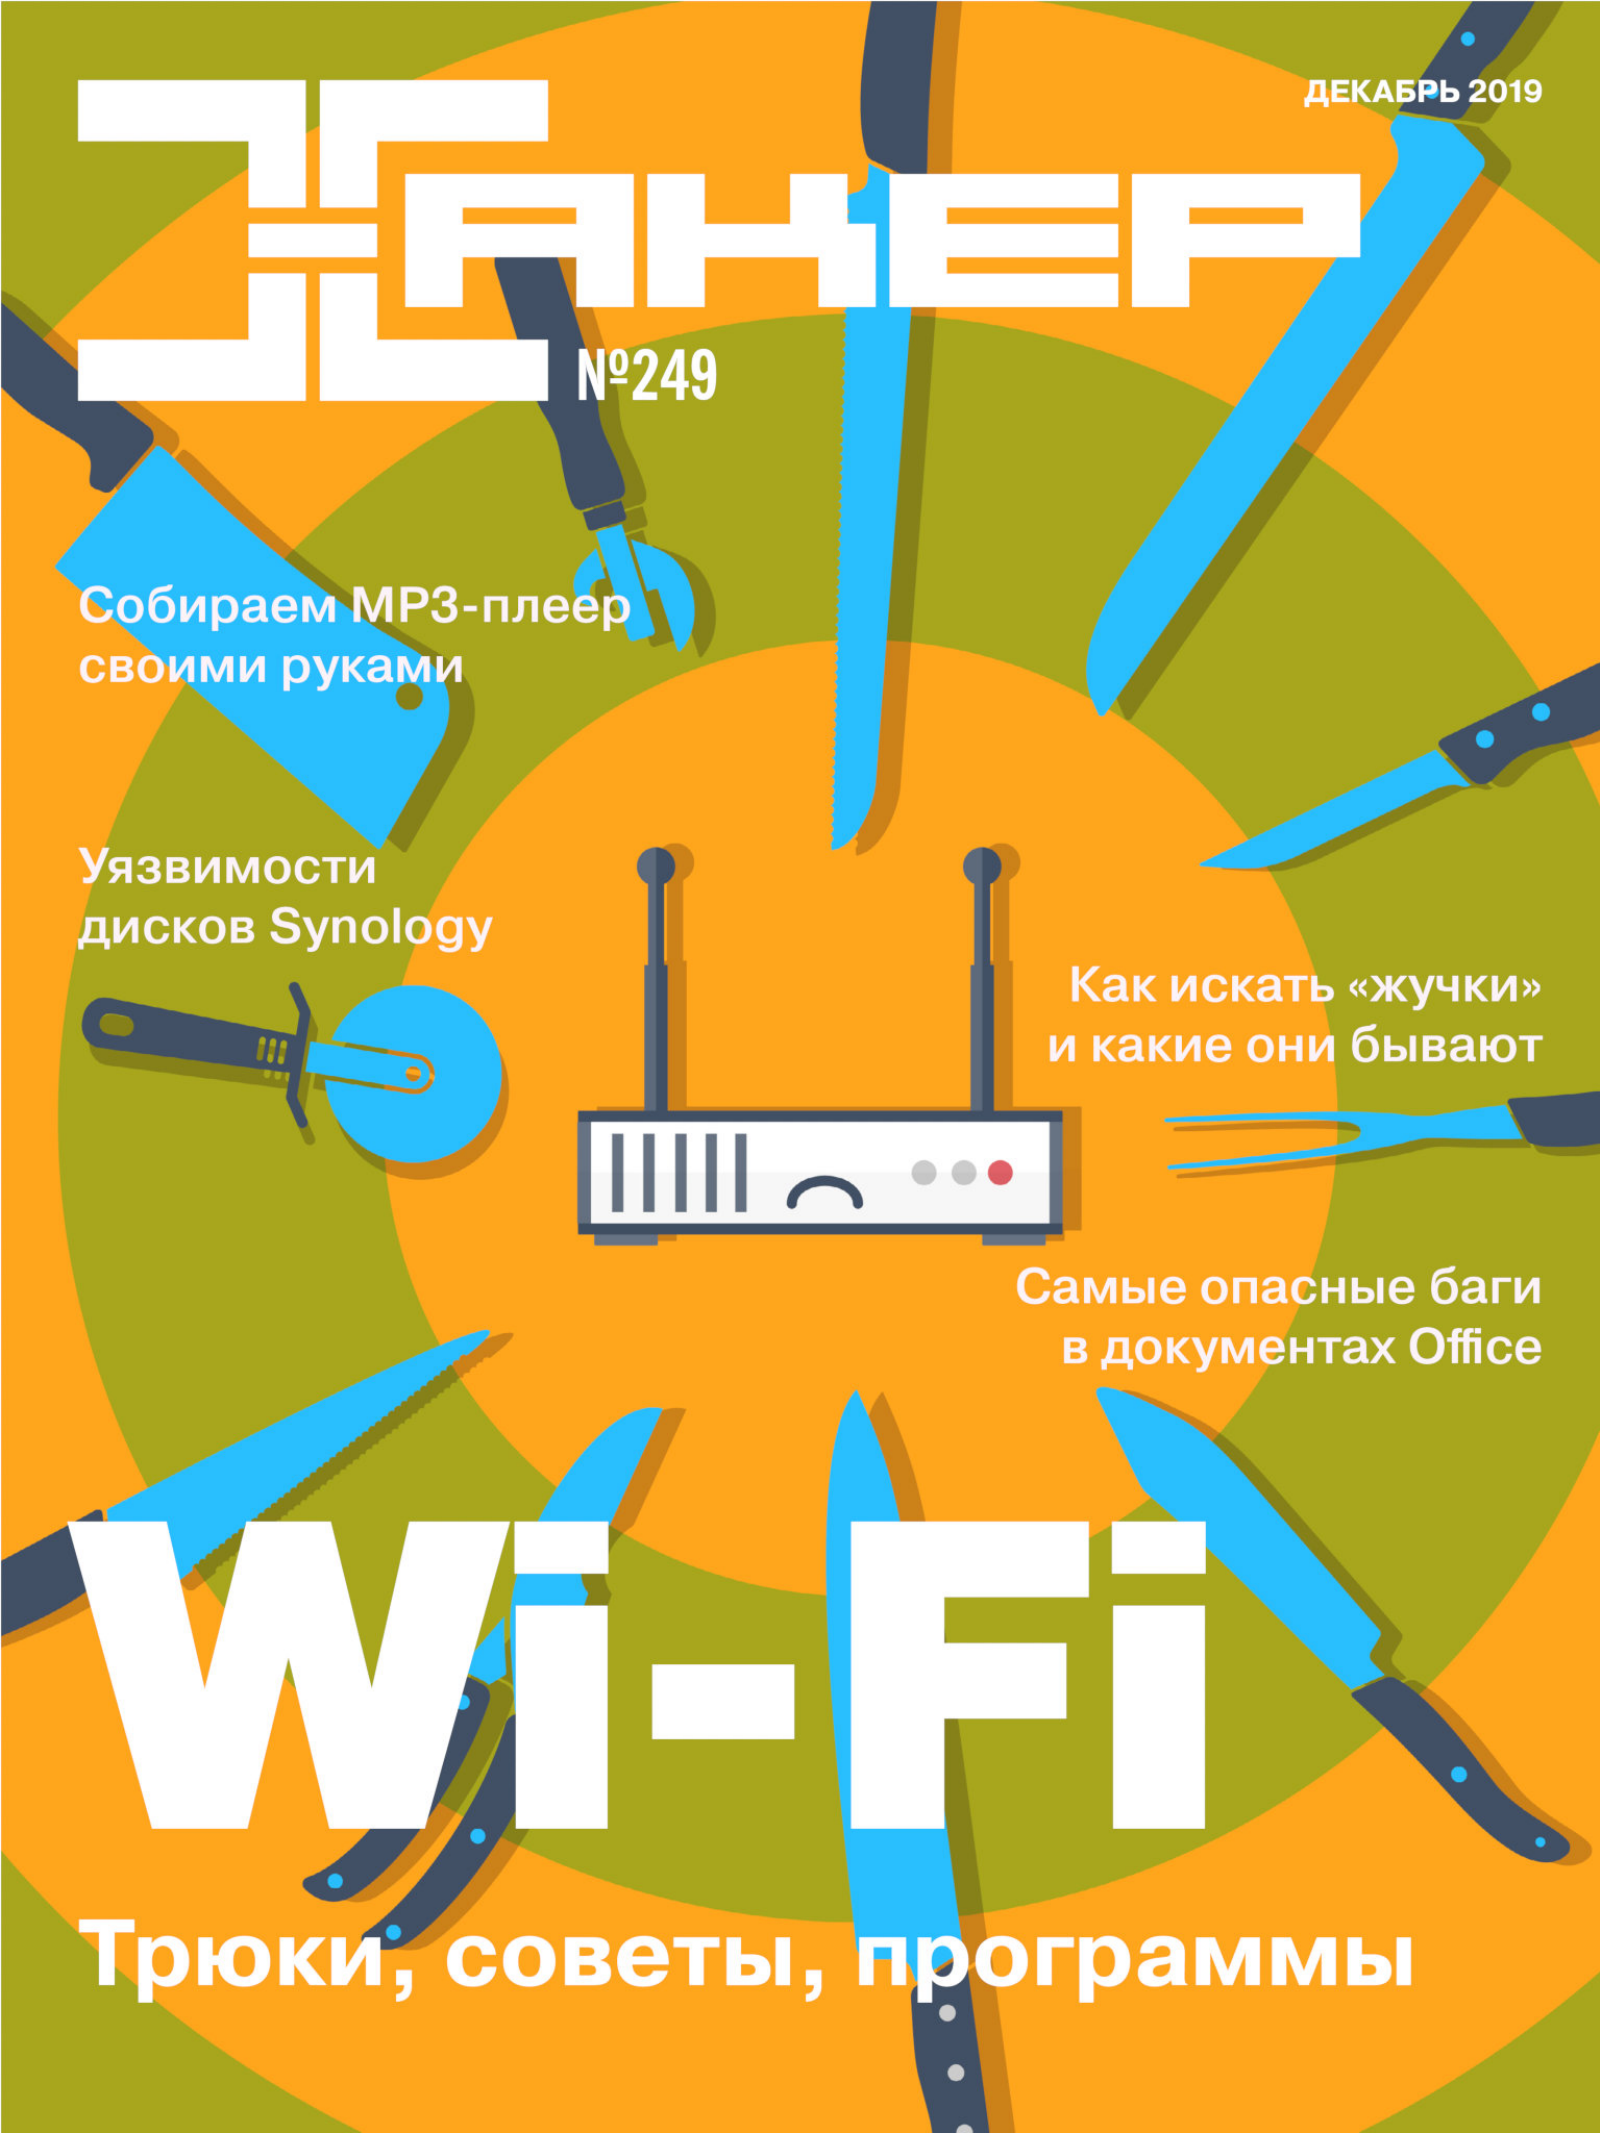 ДЕКАБРЬ 2019
ХАКЕР
№249
Собираем MP3-плеер
своими руками
Уязвимости
дисков Synology
Как искать «жучки»
и какие они бывают
Самые опасные баги
в документах Office
Wi-Fi
Трюки, советы, программы